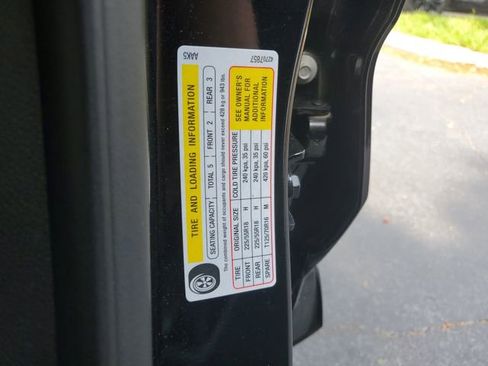 AAK5
4270787657
TIRE AND LOADING INFORMATION
SEATING CAPACITY TOTAL 5 FRONT 2 REAR 3
The combined weight of occupants and cargo should never exceed 428 kg or 943 lbs.
TIRE ORIGINAL SIZE COLD TIRE PRESSURE
FRONT 225/55R18 H 240 kpa, 35 psi
REAR 225/55R18 H 240 kpa, 35 psi
SPARE T125/70R16 M 420 kpa, 60 psi
SEE OWNER'S
MANUAL FOR
ADDITIONAL
INFORMATION